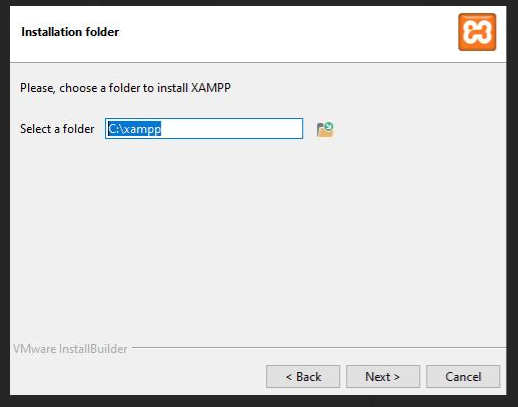 Installation folder
Please, choose a folder to install XAMPP
Select a folder C:\xampp
VMware InstallBuilder
< Back Next > Cancel